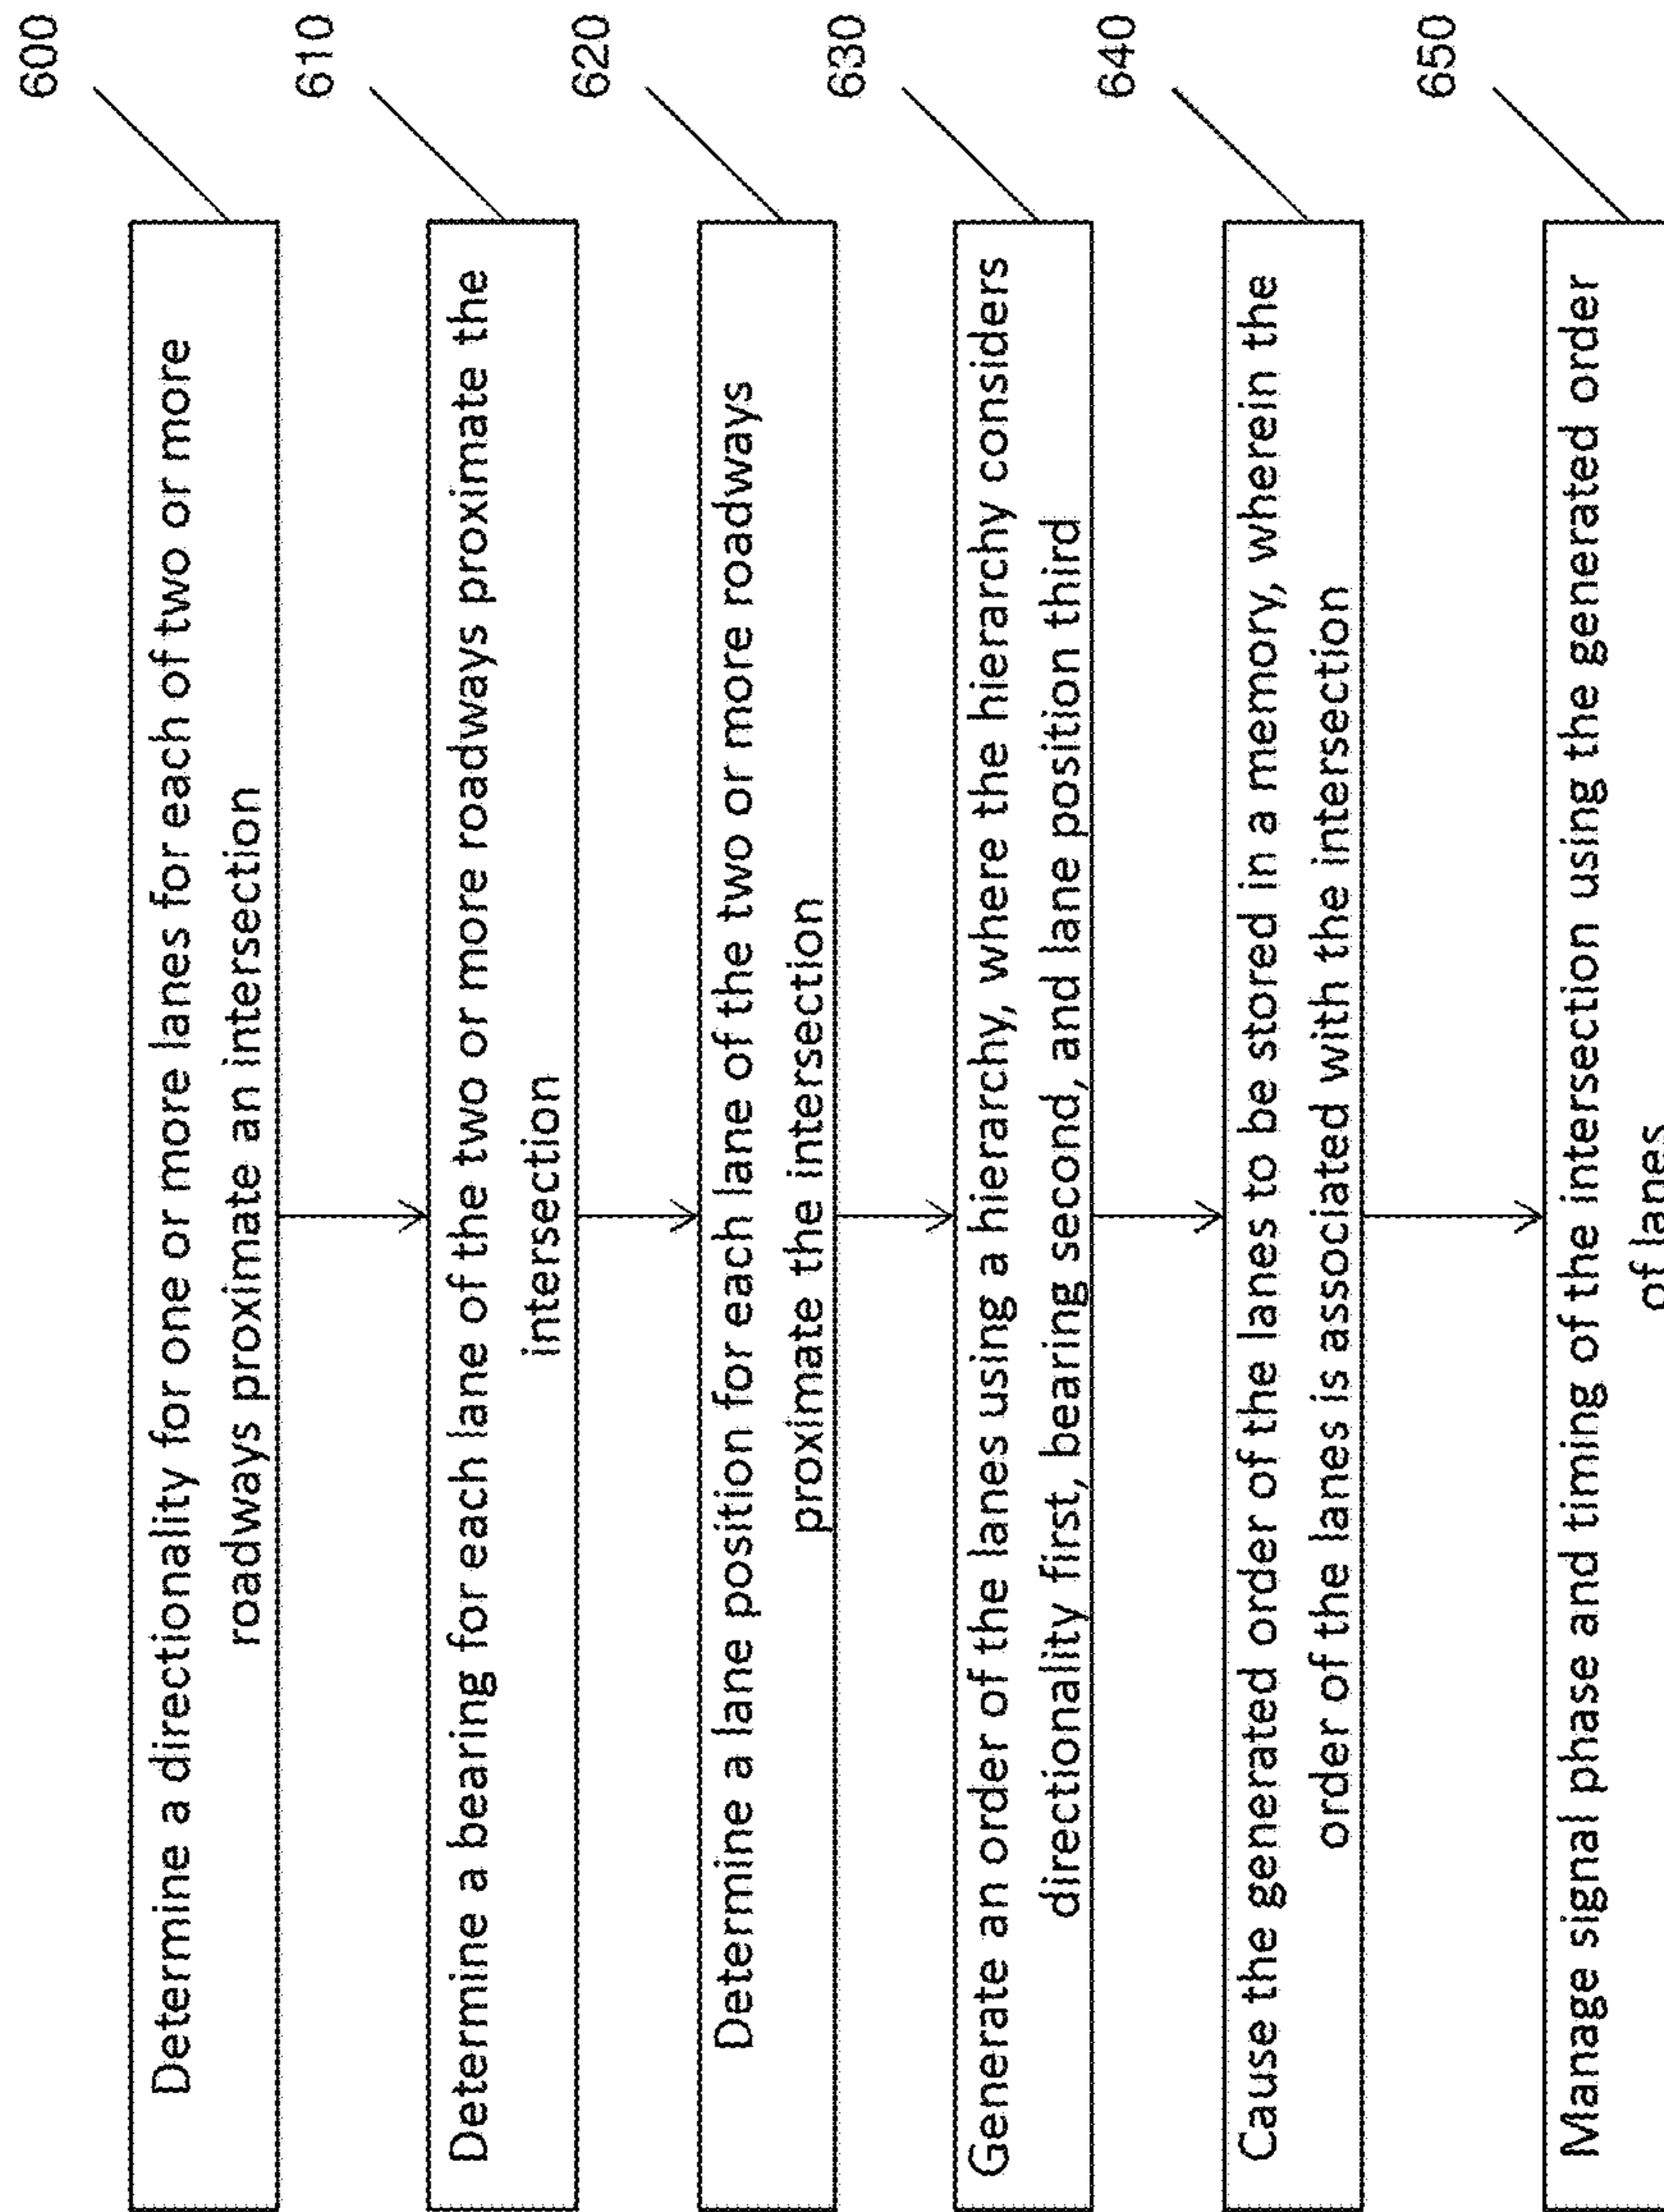 Determine a directionality for one or more lanes for each of two or more
roadways proximate an intersection
600
Determine a bearing for each lane of the two or more roadways proximate the
intersection
610
Determine a lane position for each lane of the two or more roadways
proximate the intersection
620
Generate an order of the lanes using a hierarchy, where the hierarchy considers
directionality first, bearing second, and lane position third
630
Cause the generated order of the lanes to be stored in a memory, wherein the
order of the lanes is associated with the intersection
640
Manage signal phase and timing of the intersection using the generated order
of lanes
650